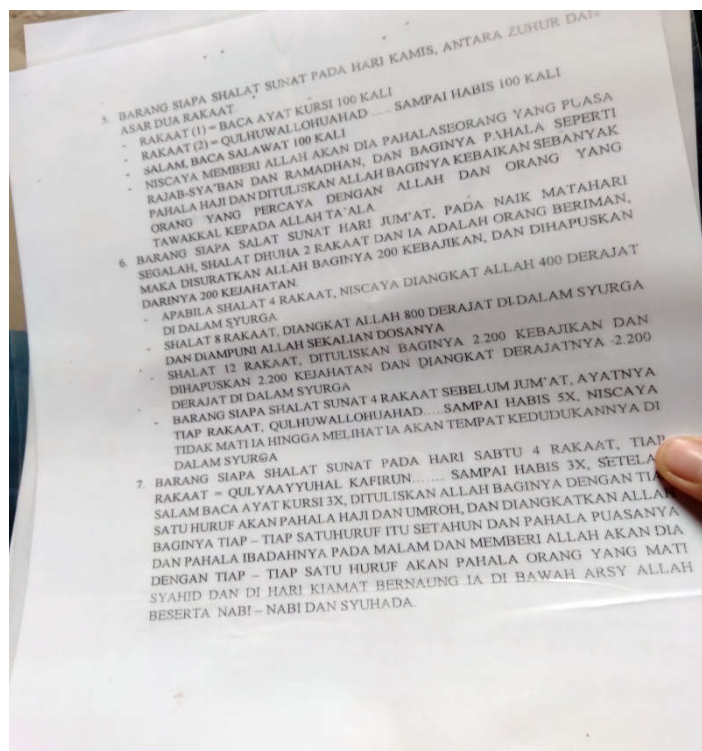 5. BARANG SIAPA SHALAT SUNAT PADA HARI KAMIS, ANTARA ZUHUR DAN
ASAR DUA RAKAAT.
- RAKAAT (1) = BACA AYAT KURSI 100 KALI
- RAKAAT (2) = QULHUWALLOHUAHAD .... SAMPAI HABIS 100 KALI
- SALAM, BACA SALAWAT 100 KALI
- NISCAYA MEMBERI ALLAH AKAN DIA PAHALASEORANG YANG PUASA
RAJAB-SYA'BAN DAN RAMADHAN, DAN BAGINYA PAHALA SEPERTI
PAHALA HAJI DAN DITULISKAN ALLAH BAGINYA KEBAIKAN SEBANYAK
ORANG YANG PERCAYA DENGAN ALLAH DAN ORANG YANG
TAWAKKAL KEPADA ALLAH TA'ALA
6. BARANG SIAPA SALAT SUNAT HARI JUM'AT, PADA NAIK MATAHARI
SEGALAH, SHALAT DHUHA 2 RAKAAT DAN IA ADALAH ORANG BERIMAN,
MAKA DISURATKAN ALLAH BAGINYA 200 KEBAJIKAN, DAN DIHAPUSKAN
DARINYA 200 KEJAHATAN.
- APABILA SHALAT 4 RAKAAT, NISCAYA DIANGKAT ALLAH 400 DERAJAT
DI DALAM SYURGA
- SHALAT 8 RAKAAT, DIANGKAT ALLAH 800 DERAJAT DI DALAM SYURGA
DAN DIAMPUNI ALLAH SEKALIAN DOSANYA
- SHALAT 12 RAKAAT, DITULISKAN BAGINYA 2.200 KEBAJIKAN DAN
DIHAPUSKAN 2.200 KEJAHATAN DAN DIANGKAT DERAJATNYA -2.200
DERAJAT DI DALAM SYURGA
- BARANG SIAPA SHALAT SUNAT 4 RAKAAT SEBELUM JUM'AT, AYATNYA
TIAP RAKAAT, QULHUWALLOHUAHAD.....SAMPAI HABIS 5X, NISCAYA
TIDAK MATI IA HINGGA MELIHAT IA AKAN TEMPAT KEDUDUKANNYA DI
DALAM SYURGA
7. BARANG SIAPA SHALAT SUNAT PADA HARI SABTU 4 RAKAAT, TIAP
RAKAAT = QULYAAYYUHAL KAFIRUN....... SAMPAI HABIS 3X, SETELA
SALAM BACA AYAT KURSI 3X, DITULISKAN ALLAH BAGINYA DENGAN TIA
SATU HURUF AKAN PAHALA HAJI DAN UMROH, DAN DIANGKATKAN ALLAH
BAGINYA TIAP – TIAP SATUHURUF ITU SETAHUN DAN PAHALA PUASANYA
DAN PAHALA IBADAHNYA PADA MALAM DAN MEMBERI ALLAH AKAN DIA
DENGAN TIAP – TIAP SATU HURUF AKAN PAHALA ORANG YANG MATI
SYAHID DAN DI HARI KIAMAT BERNAUNG IA DI BAWAH ARSY ALLAH
BESERTA NABI – NABI DAN SYUHADA.